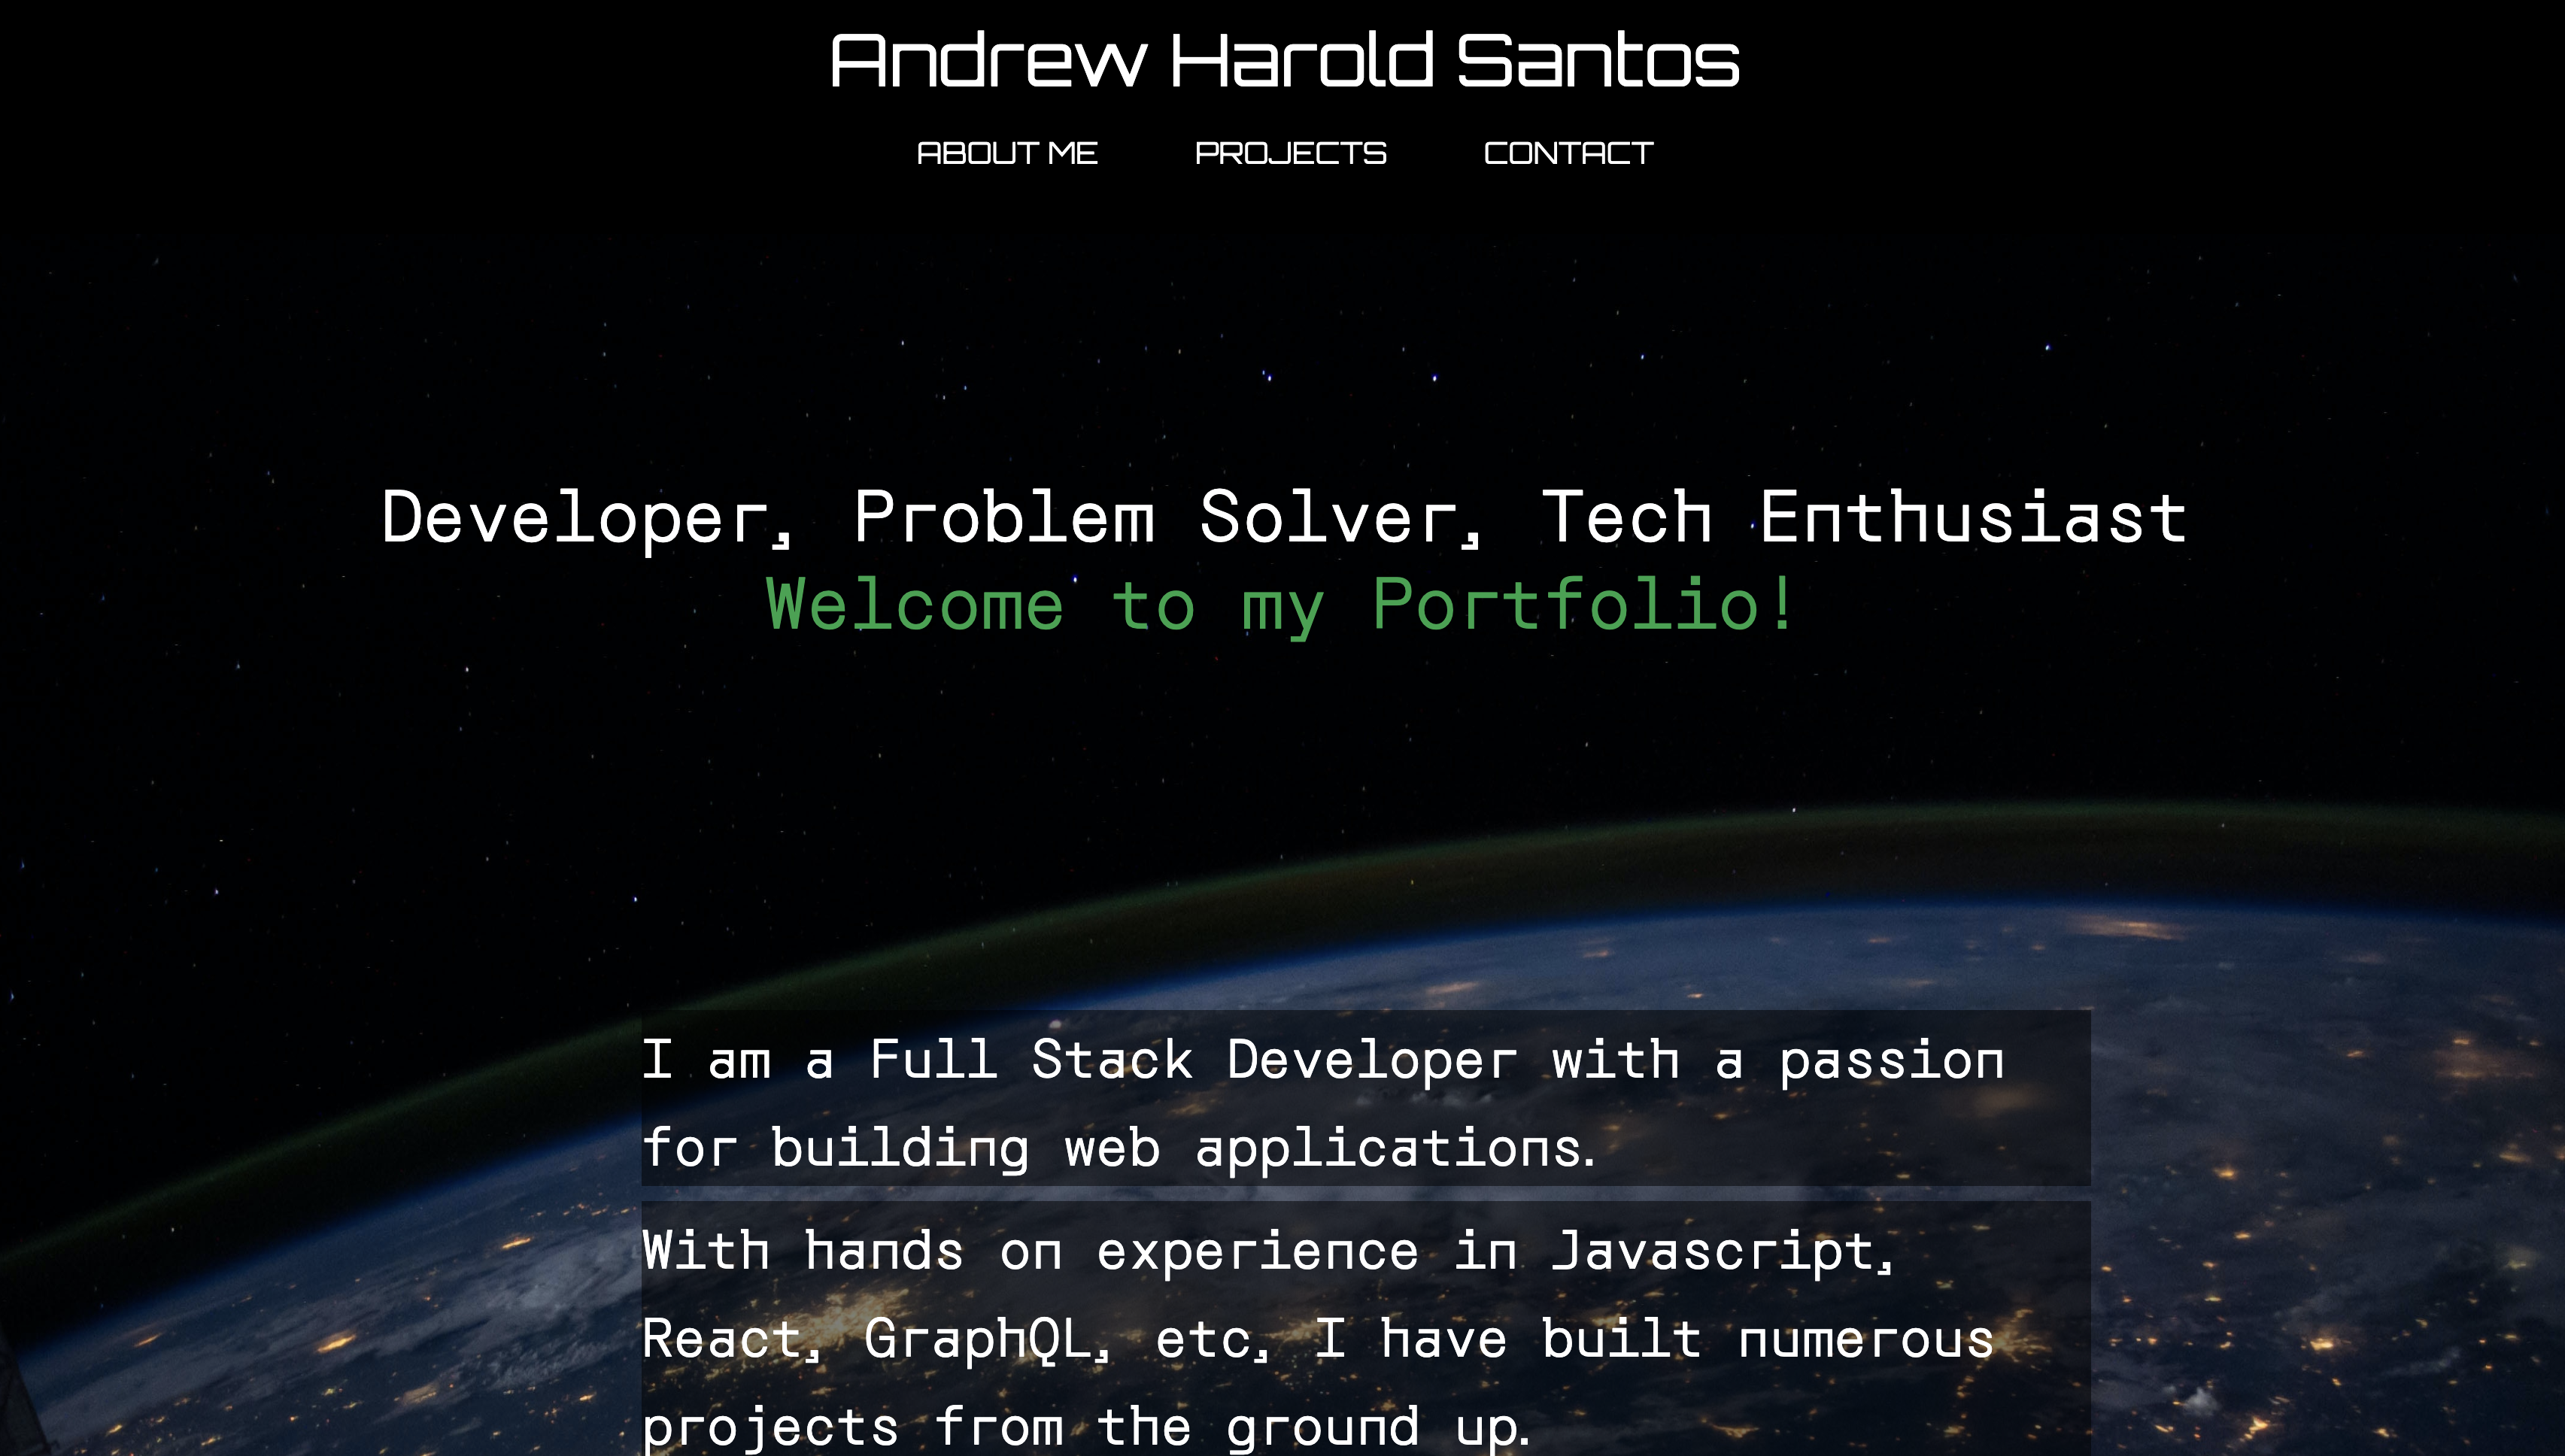 Andrew Harold Santos
ABOUT ME PROJECTS CONTACT
Developer, Problem Solver, Tech Enthusiast
Welcome to my Portfolio!
I am a Full Stack Developer with a passion
for building web applications.
With hands on experience in Javascript,
React, GraphQL, etc, I have built numerous
projects from the ground up.